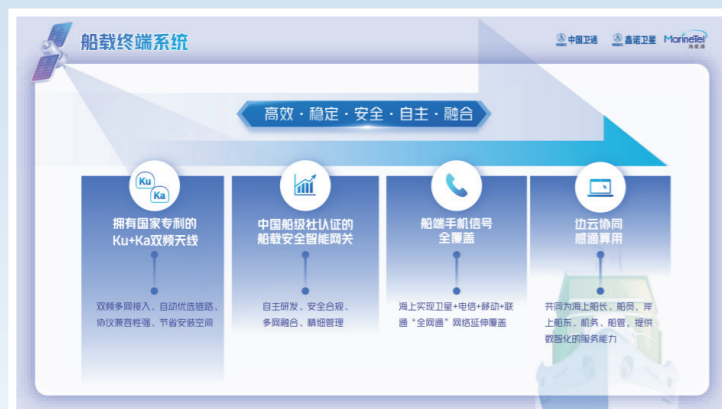 船载终端系统
中国卫通 鑫诺卫星 MarineTel
海星通
高效·稳定·安全·自主·融合
Ku
Ka
拥有国家专利的
Ku+Ka双频天线
双频多网接入、自动优选链路、
协议兼容性强、节省安装空间
中国船级社认证的
船载安全智能网关
自主研发、安全合规、
多网融合、精细管理
船端手机信号
全覆盖
海上实现卫星+电信+移动+联
通“全网通”网络延伸覆盖
边云协同
感通算用
共同为海上船长、船员，岸
上船东、机务、船管，提供
数智化的服务能力